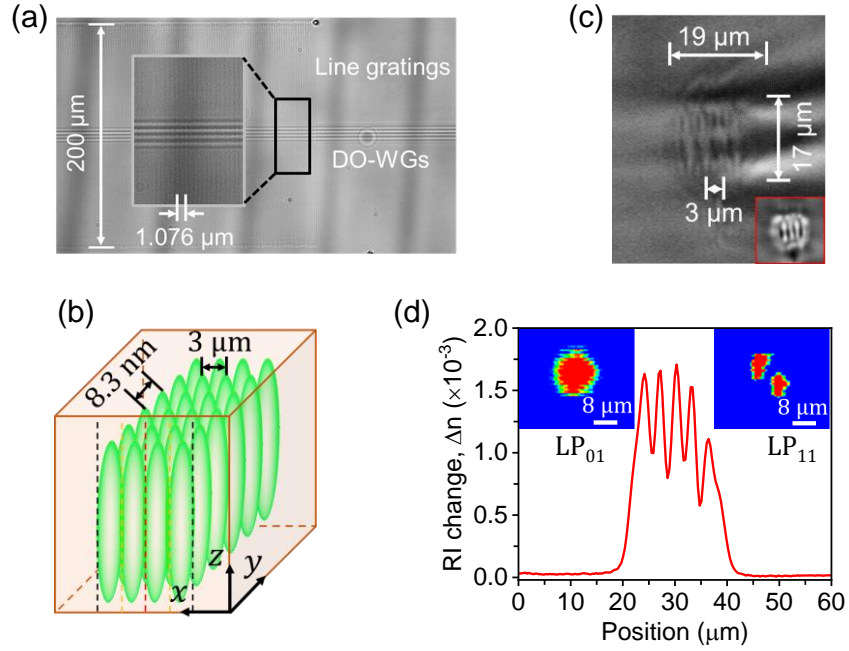 (a)
200 μm
Line gratings
DO-WGs
1.076 μm
(b)
8.3 nm
3 μm
x
z
y
(c)
19 μm
17 μm
3 μm
(d)
RI change, Δn (×10⁻³)
2.0
1.5
1.0
0.5
0.0
LP₀₁
8 μm
LP₁₁
8 μm
0 10 20 30 40 50 60
Position (μm)